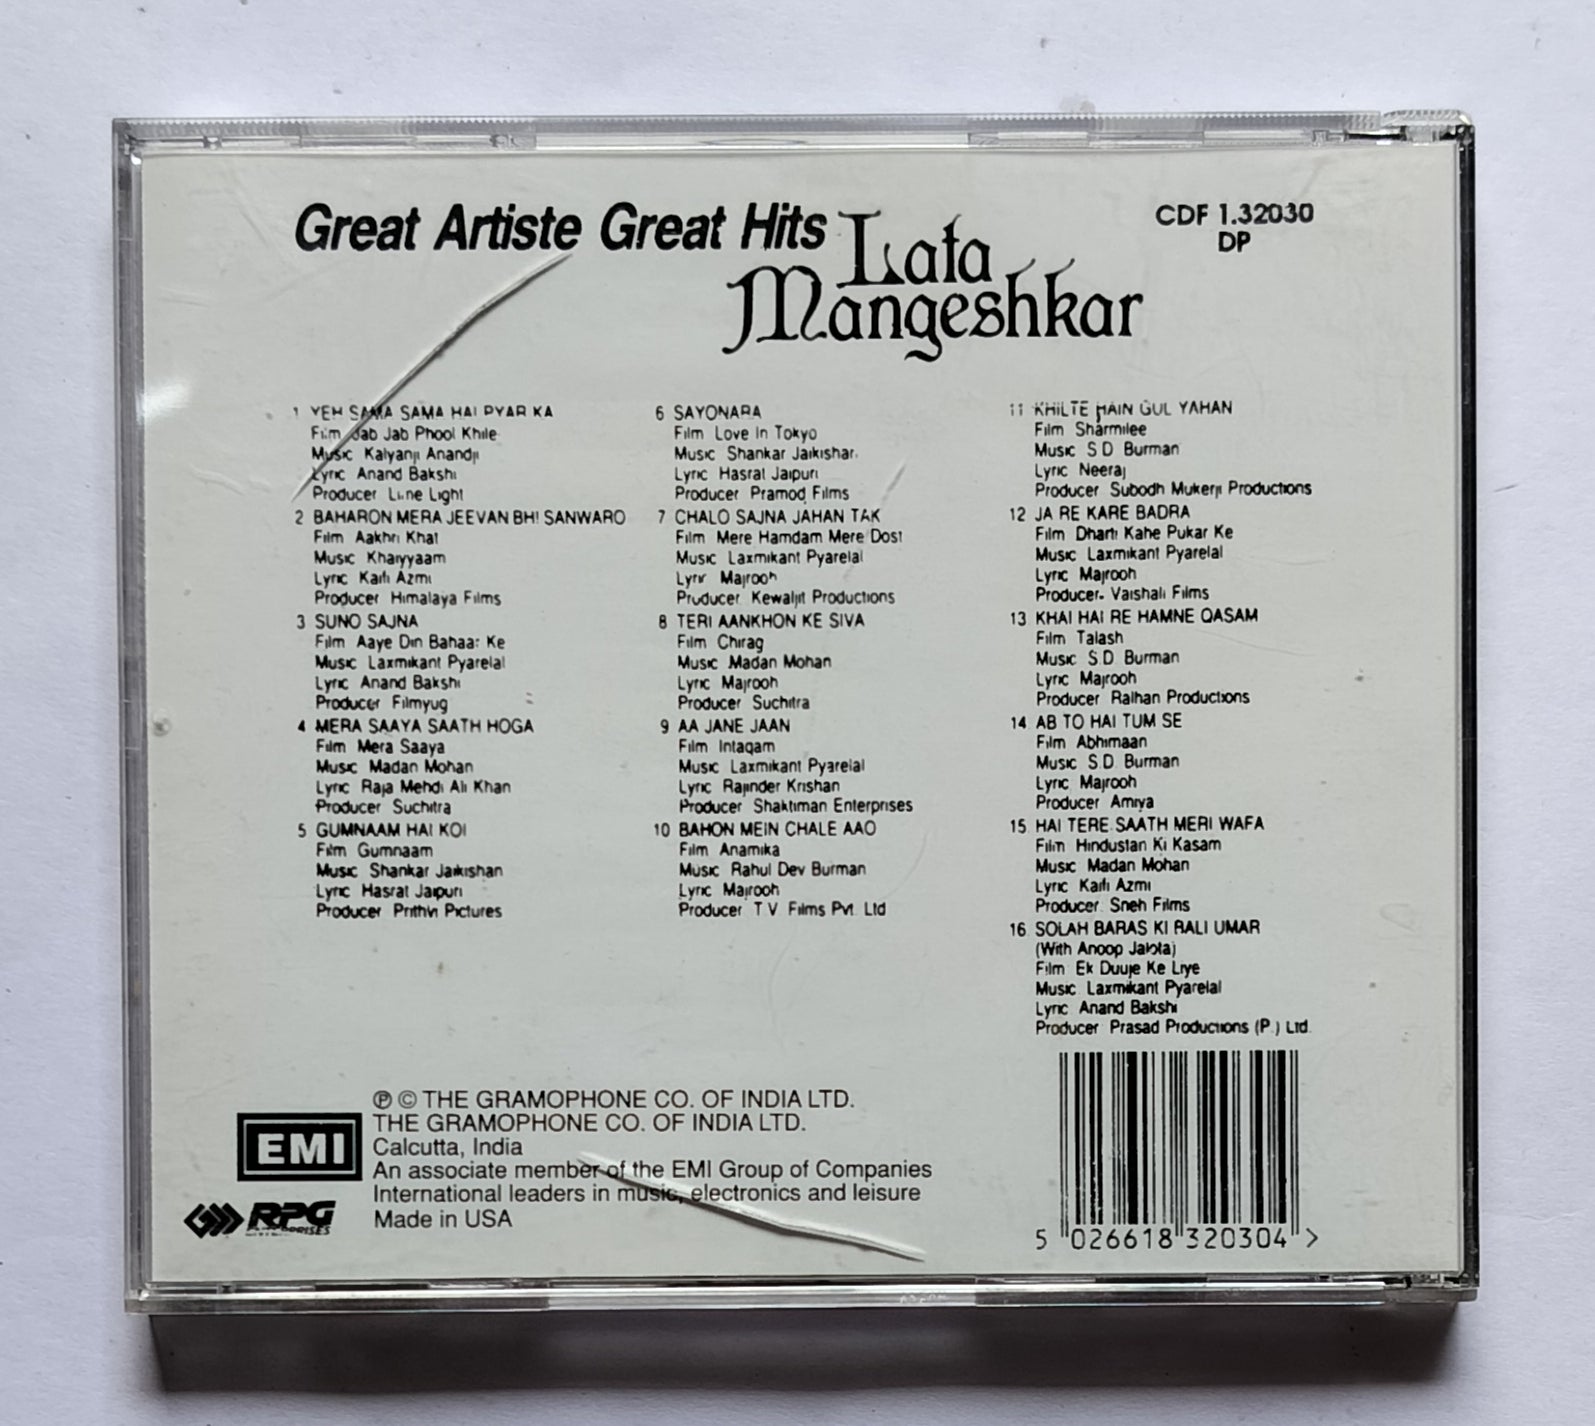 Great Artiste Great Hits
Lata
Mangeshkar
CDF 1.32030
DP
1 YEH SAMA SAMA HAI PYAR KA
Film Jab Jab Phool Khile
Music Kalyanji Anandji
Lyric Anand Bakshi
Producer Lime Light
2 BAHARON MERA JEEVAN BHI SANWARO
Film Aakhri Khat
Music Khaiyyaam
Lyric Kaifi Azmi
Producer Himalaya Films
3 SUNO SAJNA
Film Aaye Din Bahaar Ke
Music Laxmikant Pyarelal
Lyric Anand Bakshi
Producer Filmyug
4 MERA SAAYA SAATH HOGA
Film Mera Saaya
Music Madan Mohan
Lyric Raja Mehdi Ali Khan
Producer Suchitra
5 GUMNAAM HAI KOI
Film Gumnaam
Music Shankar Jaikishan
Lyric Hasrat Jaipuri
Producer Prithvi Pictures
6 SAYONARA
Film Love In Tokyo
Music Shankar Jaikishan
Lyric Hasrat Jaipuri
Producer Pramod Films
7 CHALO SAJNA JAHAN TAK
Film Mere Hamdam Mere Dost
Music Laxmikant Pyarelal
Lyric Majrooh
Producer Kewaljit Productions
8 TERI AANKHON KE SIVA
Film Chirag
Music Madan Mohan
Lyric Majrooh
Producer Suchitra
9 AA JANE JAAN
Film Intaqam
Music Laxmikant Pyarelal
Lyric Rajinder Krishan
Producer Shaktiman Enterprises
10 BAHON MEIN CHALE AAO
Film Anamika
Music Rahul Dev Burman
Lyric Majrooh
Producer T V Films Pvt. Ltd
11 KHILTE HAIN GUL YAHAN
Film Sharmilee
Music S D Burman
Lyric Neeraj
Producer Subodh Mukerji Productions
12 JA RE KARE BADRA
Film Dharti Kahe Pukar Ke
Music Laxmikant Pyarelal
Lyric Majrooh
Producer Vaishali Films
13 KHAI HAI RE HAMNE QASAM
Film Talash
Music S.D. Burman
Lyric Majrooh
Producer Ralhan Productions
14 AB TO HAI TUM SE
Film Abhimaan
Music S.D. Burman
Lyric Majrooh
Producer Amiya
15 HAI TERE SAATH MERI WAFA
Film Hindustan Ki Kasam
Music Madan Mohan
Lyric Kaifi Azmi
Producer Sneh Films
16 SOLAH BARAS KI BALI UMAR
(With Anoop Jalota)
Film Ek Duuje Ke Liye
Music Laxmikant Pyarelal
Lyric Anand Bakshi
Producer Prasad Productions (P.) Ltd.
℗ © THE GRAMOPHONE CO. OF INDIA LTD.
THE GRAMOPHONE CO. OF INDIA LTD.
Calcutta, India
An associate member of the EMI Group of Companies
International leaders in music, electronics and leisure
Made in USA
EMI
RPG
5 026618 320304 >